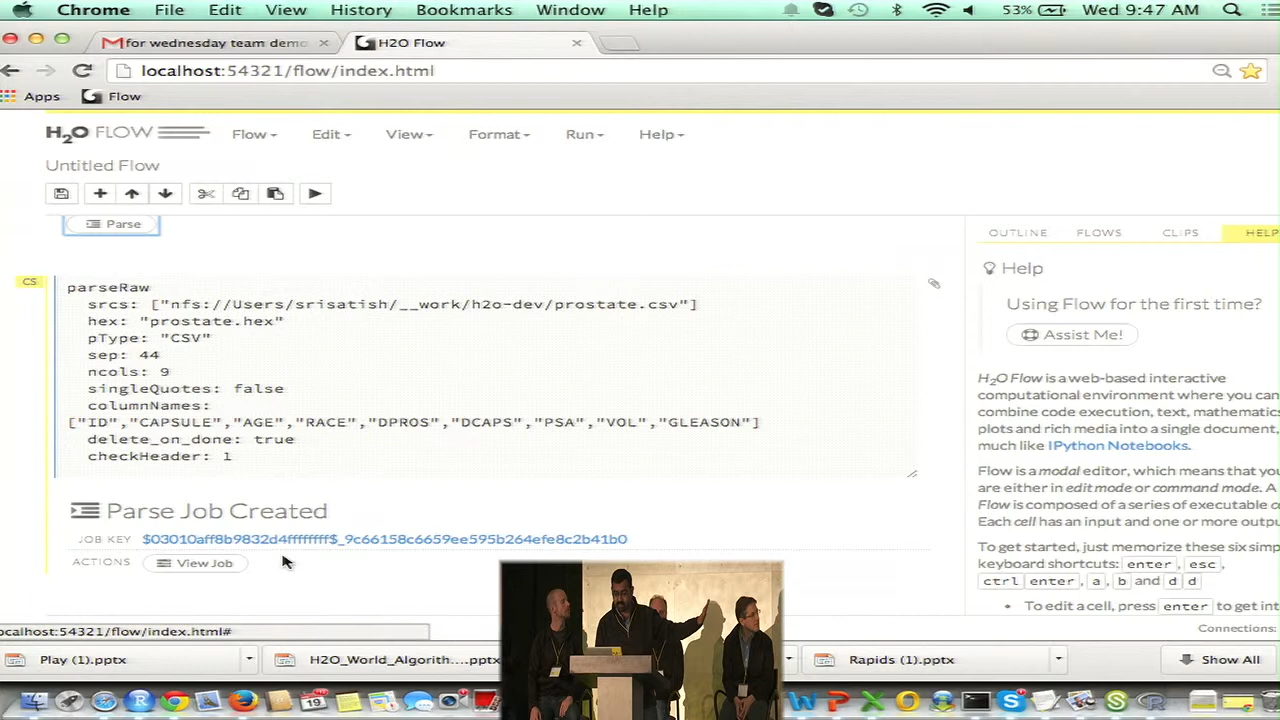 Chrome File Edit View History Bookmarks Window Help 53% Wed 9:47 AM
for wednesday team demo × H2O Flow ×
localhost:54321/flow/index.html
Apps Flow
H2O FLOW Flow Edit View Format Run Help
Untitled Flow
Parse
OUTLINE FLOWS CLIPS HELP
CS
parseRaw
srcs: ["nfs://Users/srisatish/__work/h2o-dev/prostate.csv"]
hex: "prostate.hex"
pType: "CSV"
sep: 44
ncols: 9
singleQuotes: false
columnNames:
["ID","CAPSULE","AGE","RACE","DPROS","DCAPS","PSA","VOL","GLEASON"]
delete_on_done: true
checkHeader: 1
Parse Job Created
JOB KEY $03010aff8b9832d4ffffffff$_9c66158c6659ee595b264efe8c2b41b0
ACTIONS View Job
Help
Using Flow for the first time?
Assist Me!
H2O Flow is a web-based interactive
computational environment where you can
combine code execution, text, mathematics
plots and rich media into a single document,
much like IPython Notebooks.
Flow is a modal editor, which means that you
are either in edit mode or command mode. A
Flow is composed of a series of executable
Each cell has an input and one or more outpu
To get started, just memorize these six simp
keyboard shortcuts: enter, esc,
ctrl enter, a, b and d d
• To edit a cell, press enter to get int
Connections:
ocalhost:54321/flow/index.html#
Play (1).pptx H2O_World_Algorith....pptx Rapids (1).pptx Show All
19